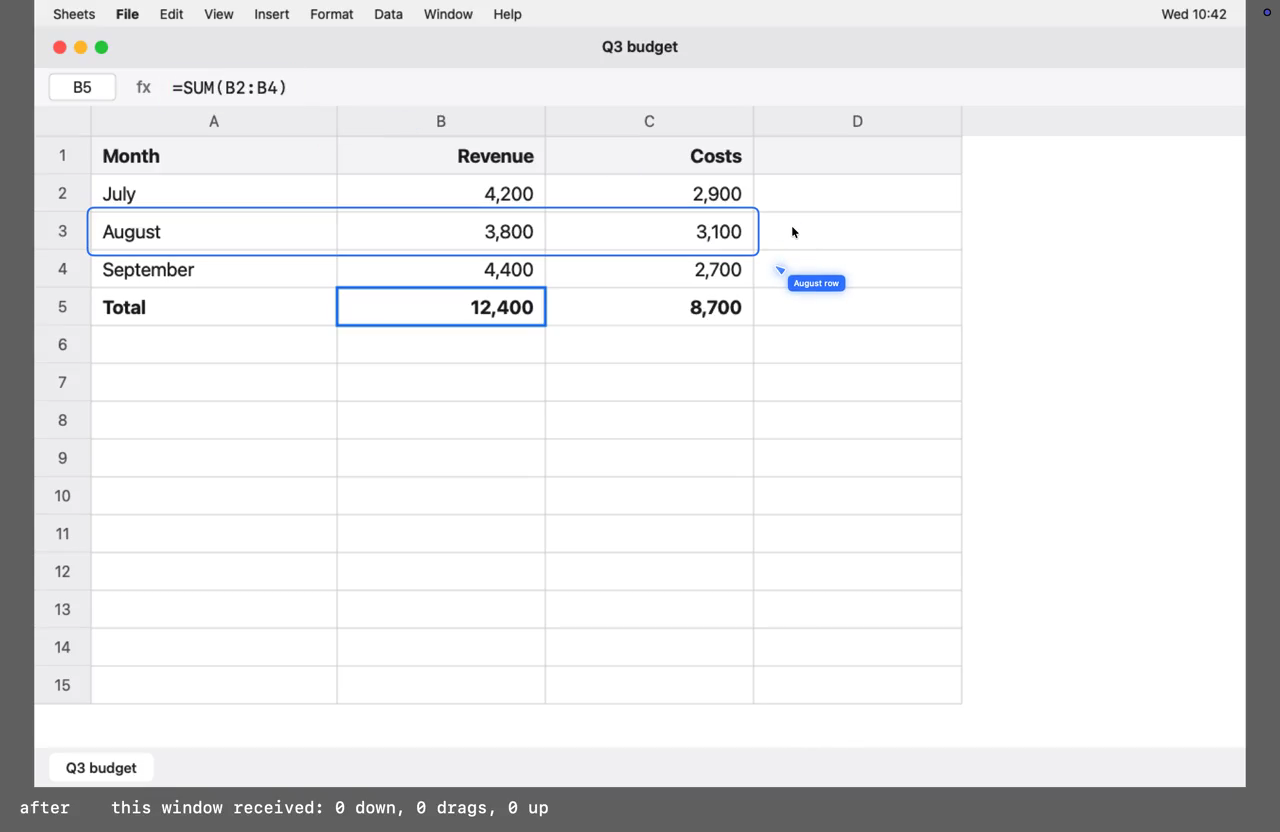 Sheets File Edit View Insert Format Data Window Help Wed 10:42
Q3 budget
B5 fx =SUM(B2:B4)
A B C D
1 Month Revenue Costs
2 July 4,200 2,900
3 August 3,800 3,100
4 September 4,400 2,700
August row
5 Total 12,400 8,700
6
7
8
9
10
11
12
13
14
15
Q3 budget
after this window received: 0 down, 0 drags, 0 up